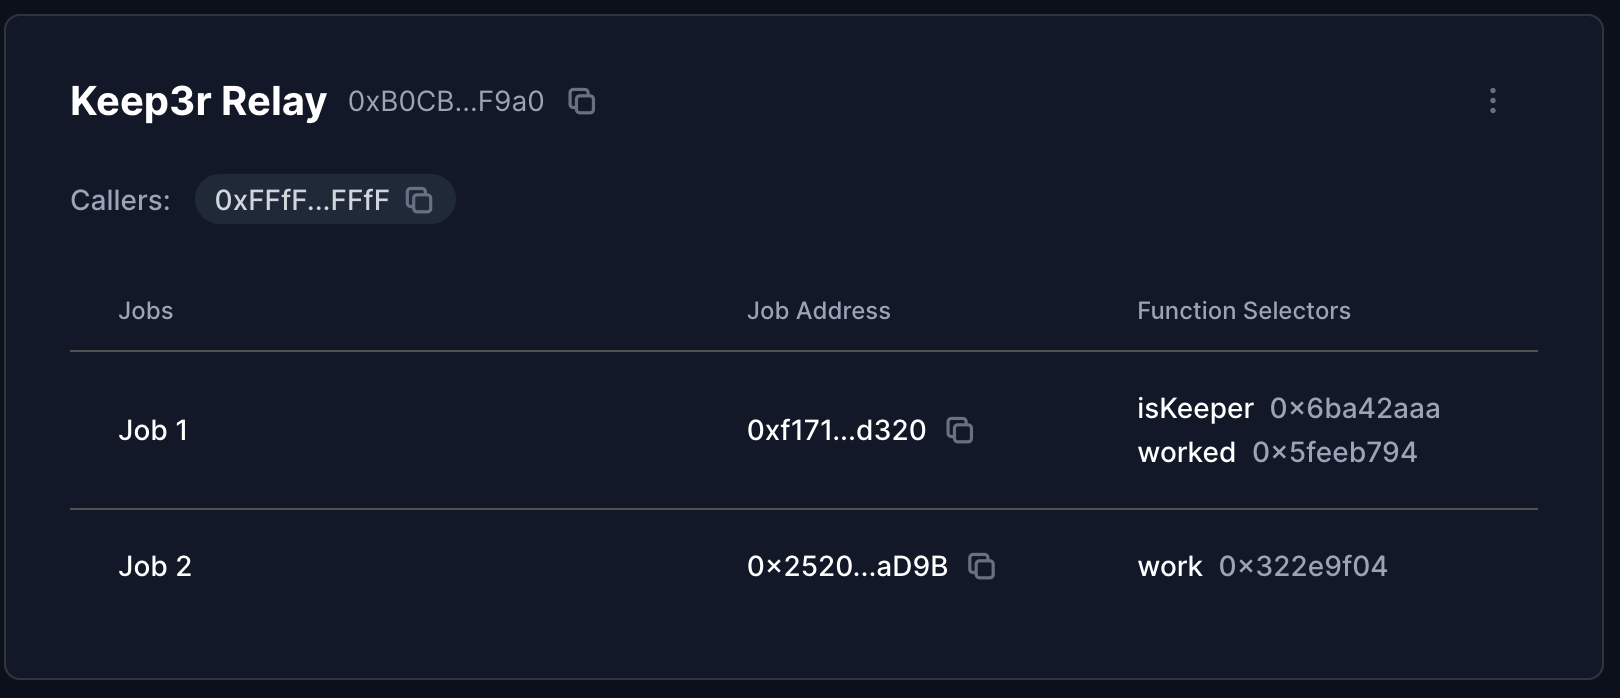 Keep3r Relay 0xB0CB...F9a0
Callers: 0xFFfF...FFfF
Jobs Job Address Function Selectors
Job 1 0xf171...d320 isKeeper 0x6ba42aaa
worked 0x5feeb794
Job 2 0x2520...aD9B work 0x322e9f04